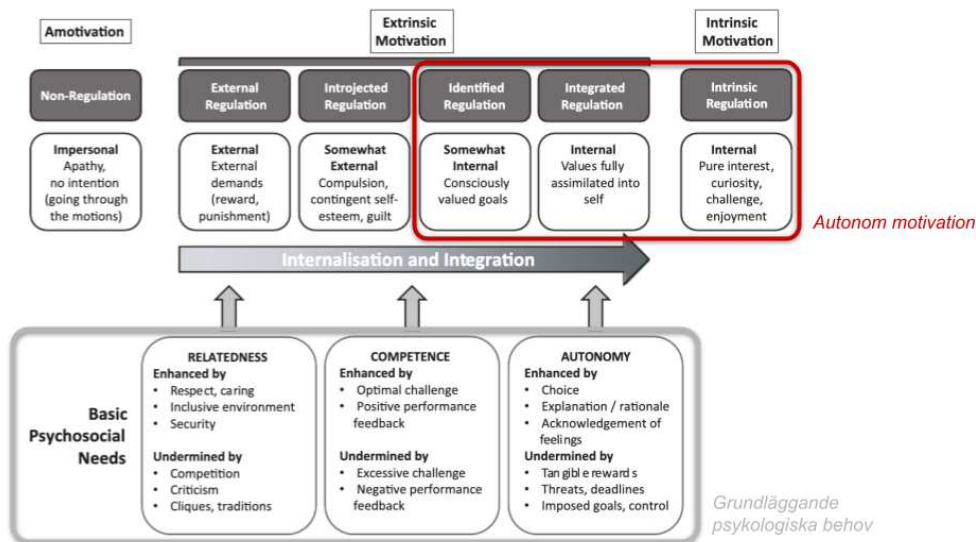 Amotivation
Extrinsic
Motivation
Intrinsic
Motivation
Non-Regulation
External
Regulation
Introjected
Regulation
Identified
Regulation
Integrated
Regulation
Intrinsic
Regulation
Impersonal
Apathy,
no intention
(going through
the motions)
External
External
demands
(reward,
punishment)
Somewhat
External
Compulsion,
contingent self-
esteem, guilt
Somewhat
Internal
Consciously
valued goals
Internal
Values fully
assimilated into
self
Internal
Pure interest,
curiosity,
challenge,
enjoyment
Autonom motivation
Internalisation and Integration
Basic
Psychosocial
Needs
RELATEDNESS
Enhanced by
• Respect, caring
• Inclusive environment
• Security
Undermined by
• Competition
• Criticism
• Cliques, traditions
COMPETENCE
Enhanced by
• Optimal challenge
• Positive performance
feedback
Undermined by
• Excessive challenge
• Negative performance
feedback
AUTONOMY
Enhanced by
• Choice
• Explanation / rationale
• Acknowledgement of
feelings
Undermined by
• Tangible rewards
• Threats, deadlines
• Imposed goals, control
Grundläggande
psykologiska behov